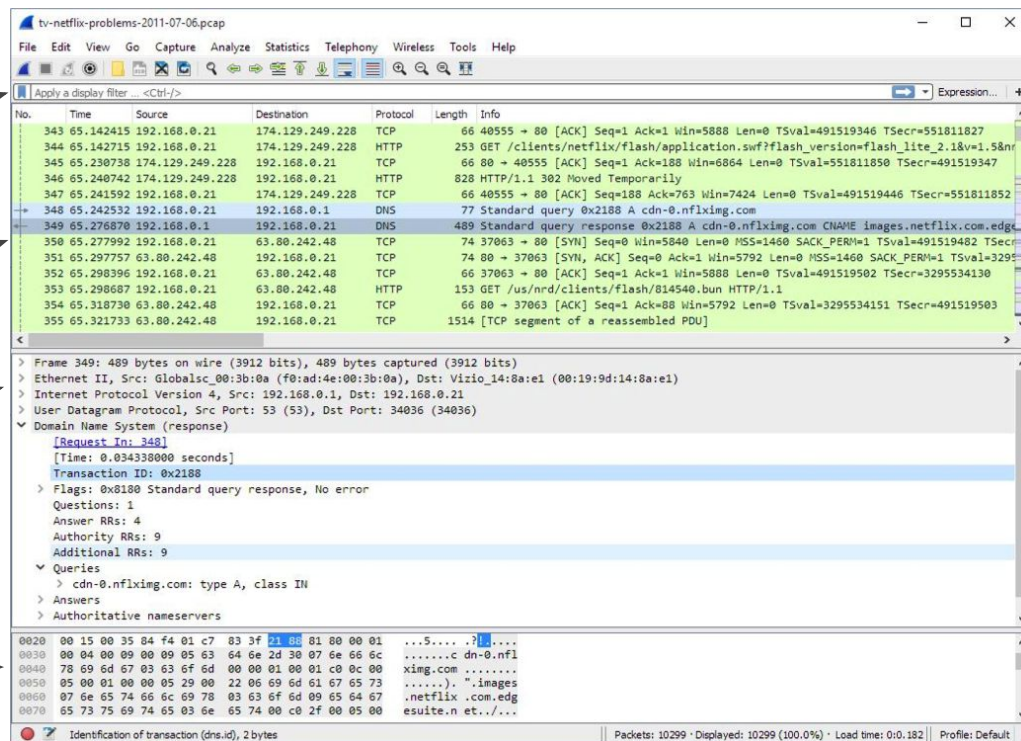 tv-netflix-problems-2011-07-06.pcap
File Edit View Go Capture Analyze Statistics Telephony Wireless Tools Help
Apply a display filter ... <Ctrl-/> Expression... +
No. Time Source Destination Protocol Length Info
343 65.142415 192.168.0.21 174.129.249.228 TCP 66 40555 → 80 [ACK] Seq=1 Ack=1 Win=5888 Len=0 TSval=491519346 TSecr=551811827
344 65.142715 192.168.0.21 174.129.249.228 HTTP 253 GET /clients/netflix/flash/application.swf?flash_version=flash_lite_2.1&v=1.5&nr
345 65.230738 174.129.249.228 192.168.0.21 TCP 66 80 → 40555 [ACK] Seq=1 Ack=188 Win=6864 Len=0 TSval=551811850 TSecr=491519347
346 65.240742 174.129.249.228 192.168.0.21 HTTP 828 HTTP/1.1 302 Moved Temporarily
347 65.241592 192.168.0.21 174.129.249.228 TCP 66 40555 → 80 [ACK] Seq=188 Ack=763 Win=7424 Len=0 TSval=491519446 TSecr=551811852
348 65.242532 192.168.0.21 192.168.0.1 DNS 77 Standard query 0x2188 A cdn-0.nflximg.com
349 65.276870 192.168.0.1 192.168.0.21 DNS 489 Standard query response 0x2188 A cdn-0.nflximg.com CNAME images.netflix.com.edge
350 65.277992 192.168.0.21 63.80.242.48 TCP 74 37063 → 80 [SYN] Seq=0 Win=5840 Len=0 MSS=1460 SACK_PERM=1 TSval=491519482 TSecr
351 65.297757 63.80.242.48 192.168.0.21 TCP 74 80 → 37063 [SYN, ACK] Seq=0 Ack=1 Win=5792 Len=0 MSS=1460 SACK_PERM=1 TSval=3295
352 65.298396 192.168.0.21 63.80.242.48 TCP 66 37063 → 80 [ACK] Seq=1 Ack=1 Win=5888 Len=0 TSval=491519502 TSecr=3295534130
353 65.298687 192.168.0.21 63.80.242.48 HTTP 153 GET /us/nrd/clients/flash/814540.bun HTTP/1.1
354 65.318730 63.80.242.48 192.168.0.21 TCP 66 80 → 37063 [ACK] Seq=1 Ack=88 Win=5792 Len=0 TSval=3295534151 TSecr=491519503
355 65.321733 63.80.242.48 192.168.0.21 TCP 1514 [TCP segment of a reassembled PDU]
> Frame 349: 489 bytes on wire (3912 bits), 489 bytes captured (3912 bits)
> Ethernet II, Src: Globalsc_00:3b:0a (f0:ad:4e:00:3b:0a), Dst: Vizio_14:8a:e1 (00:19:9d:14:8a:e1)
> Internet Protocol Version 4, Src: 192.168.0.1, Dst: 192.168.0.21
> User Datagram Protocol, Src Port: 53 (53), Dst Port: 34036 (34036)
Domain Name System (response)
[Request In: 348]
[Time: 0.034338000 seconds]
Transaction ID: 0x2188
> Flags: 0x8180 Standard query response, No error
Questions: 1
Answer RRs: 4
Authority RRs: 9
Additional RRs: 9
Queries
> cdn-0.nflximg.com: type A, class IN
> Answers
> Authoritative nameservers
0020 00 15 00 35 84 f4 01 c7 83 3f 21 88 81 80 00 01 ...5.... .?!.....
0030 00 04 00 09 00 09 05 63 64 6e 2d 30 07 6e 66 6c .......c dn-0.nfl
0040 78 69 6d 67 03 63 6f 6d 00 00 01 00 01 c0 0c 00 ximg.com ........
0050 05 00 01 00 00 05 29 00 22 06 69 6d 61 67 65 73 ......). ".images
0060 07 6e 65 74 66 6c 69 78 03 63 6f 6d 09 65 64 67 .netflix .com.edg
0070 65 73 75 69 74 65 03 6e 65 74 00 c0 2f 00 05 00 esuite.n et../...
Identification of transaction (dns.id), 2 bytes Packets: 10299 · Displayed: 10299 (100.0%) · Load time: 0:0.182 Profile: Default